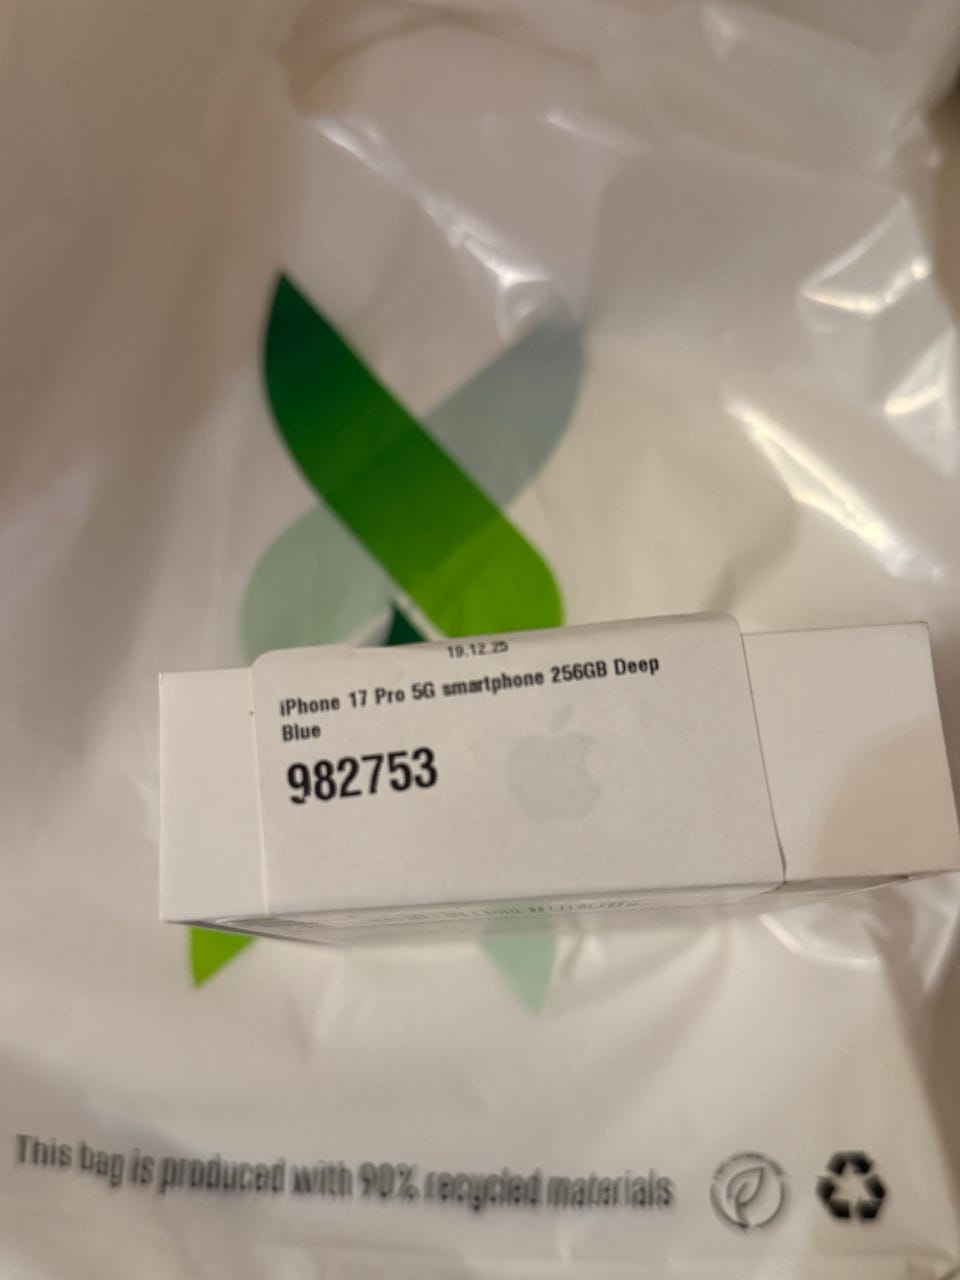 19.12.25
iPhone 17 Pro 5G smartphone 256GB Deep
Blue
982753
This bag is produced with 90% recycled materials